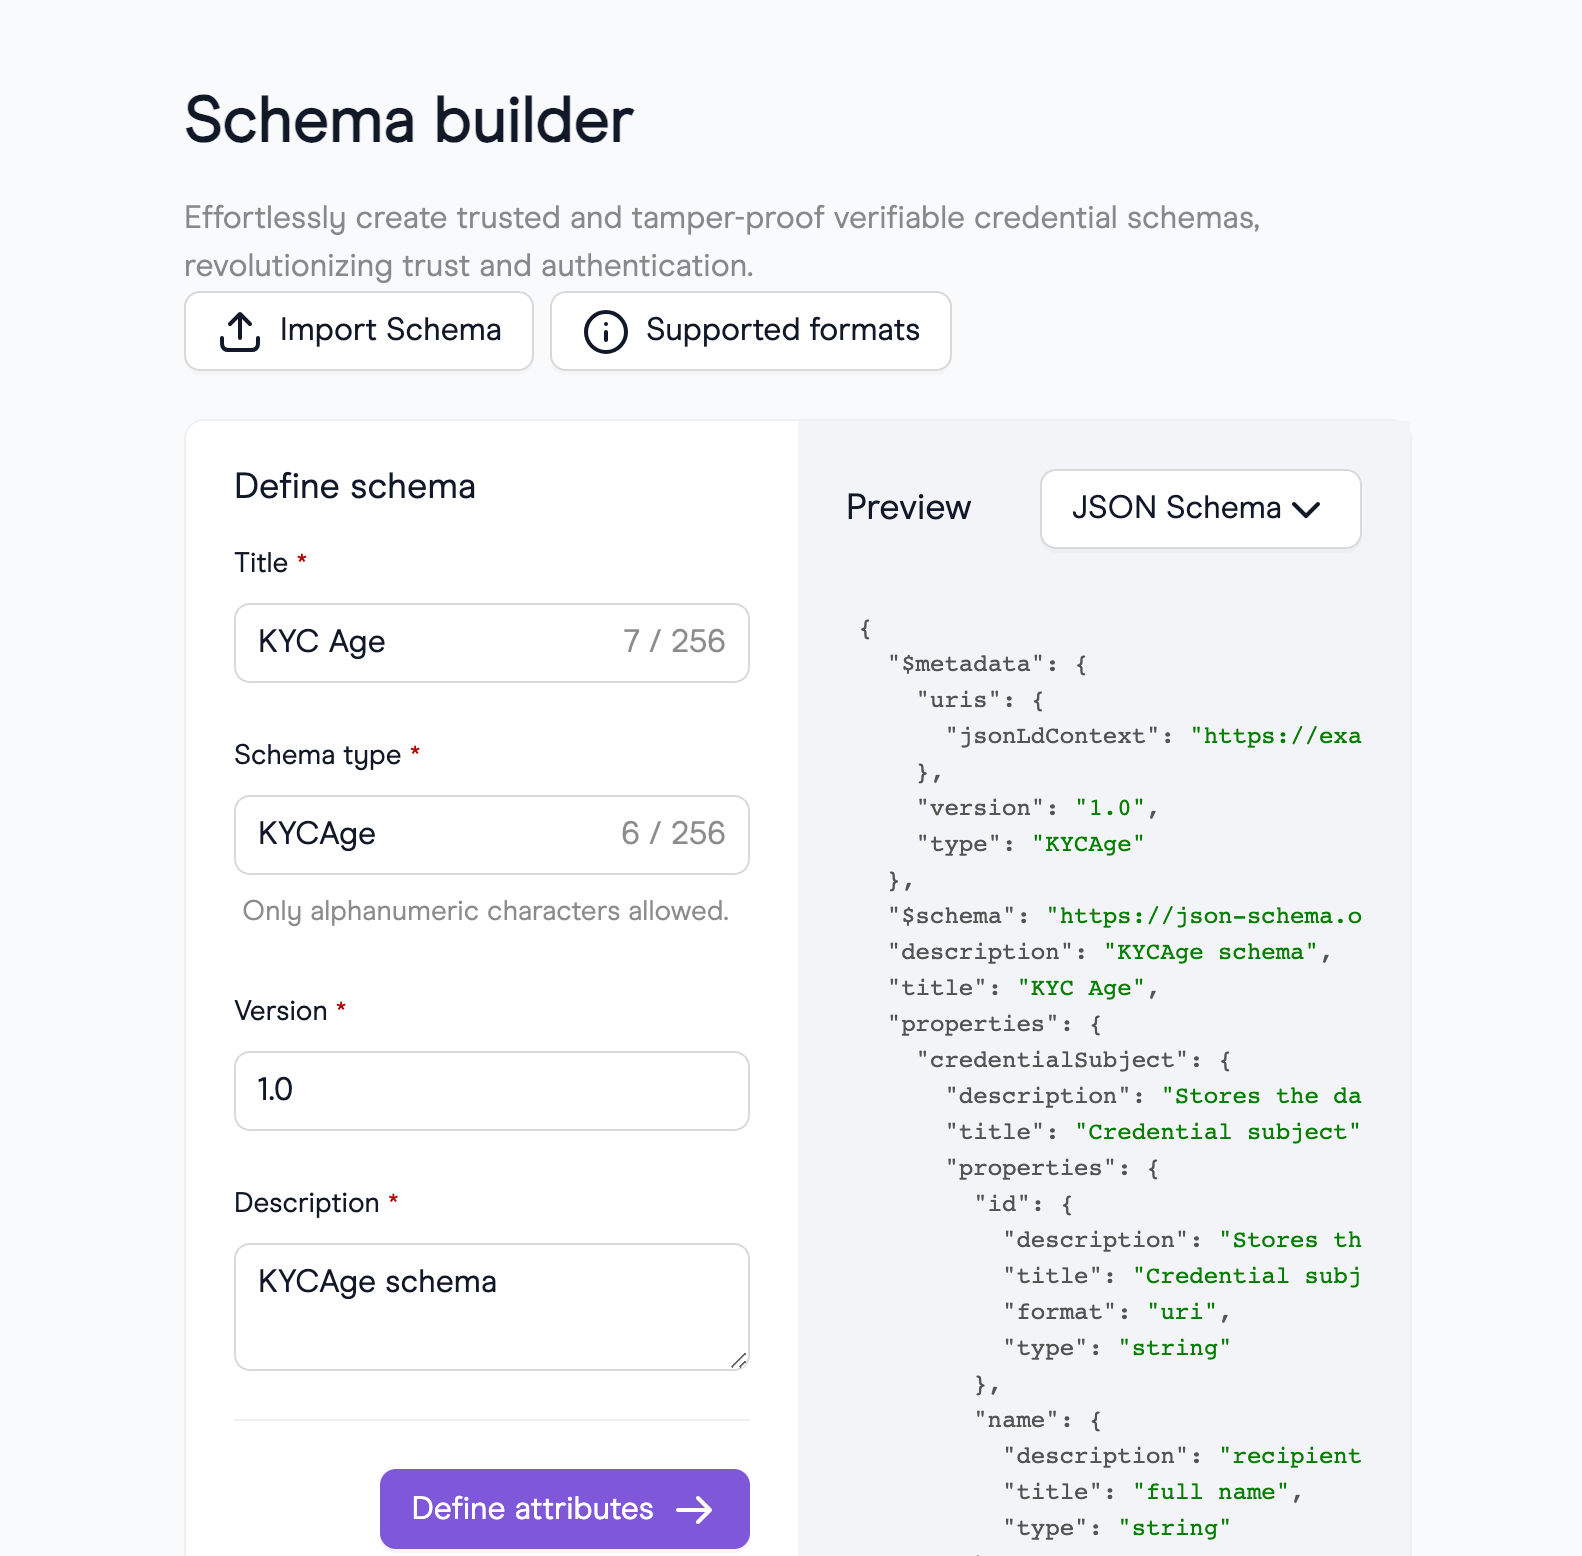 Schema builder
Effortlessly create trusted and tamper-proof verifiable credential schemas,
revolutionizing trust and authentication.
Import Schema
Supported formats
Define schema
Title *
KYC Age 7 / 256
Schema type *
KYCAge 6 / 256
Only alphanumeric characters allowed.
Version *
1.0
Description *
KYCAge schema
Define attributes
Preview
JSON Schema
{
"$metadata": {
"uris": {
"jsonLdContext": "https://exa
},
"version": "1.0",
"type": "KYCAge"
},
"$schema": "https://json-schema.o
"description": "KYCAge schema",
"title": "KYC Age",
"properties": {
"credentialSubject": {
"description": "Stores the da
"title": "Credential subject"
"properties": {
"id": {
"description": "Stores th
"title": "Credential subj
"format": "uri",
"type": "string"
},
"name": {
"description": "recipient
"title": "full name",
"type": "string"